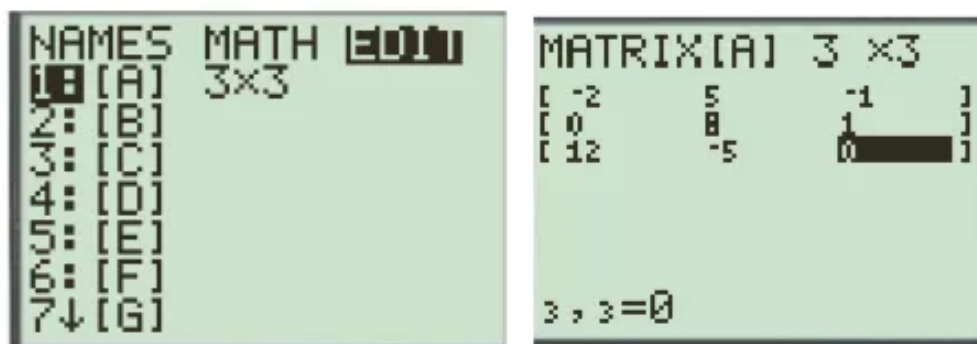 NAMES MATH EDIT
1:[A] 3×3
2:[B]
3:[C]
4:[D]
5:[E]
6:[F]
7↓[G]
MATRIX[A] 3 ×3
[ -2 5 -1 ]
[ 0 8 1 ]
[ 12 -5 0 ]
3,3=0